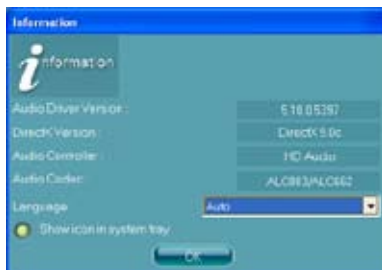 Information
information
Audio Driver Version :
5.10.0.5397
DirectX Version :
DirectX 9.0c
Audio Controller :
HD Audio
Audio Codec :
ALC883/ALC662
Language
Auto
Show icon in system tray
OK